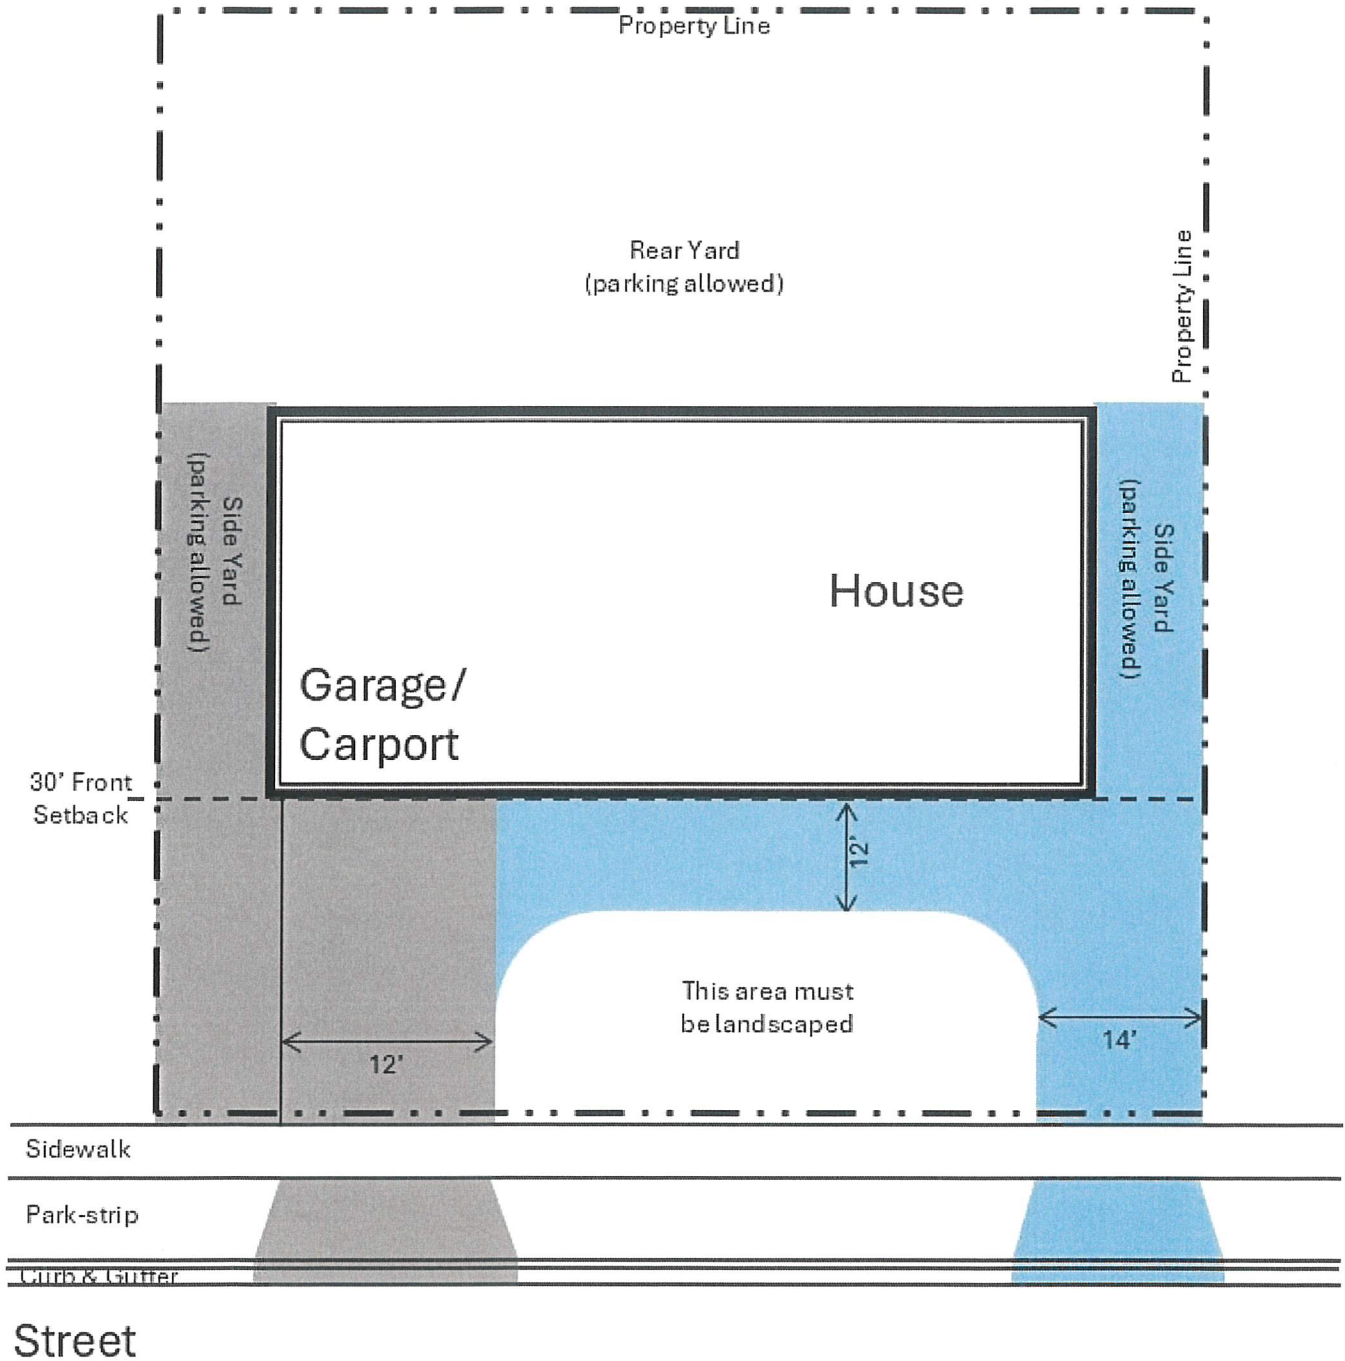 Property Line
Rear Yard
(parking allowed)
Property Line
Side Yard
(parking allowed)
Side Yard
(parking allowed)
House
Garage/
Carport
30’ Front
Setback
12’
This area must
be landscaped
12’
14’
Sidewalk
Park-strip
Curb & Gutter
Street